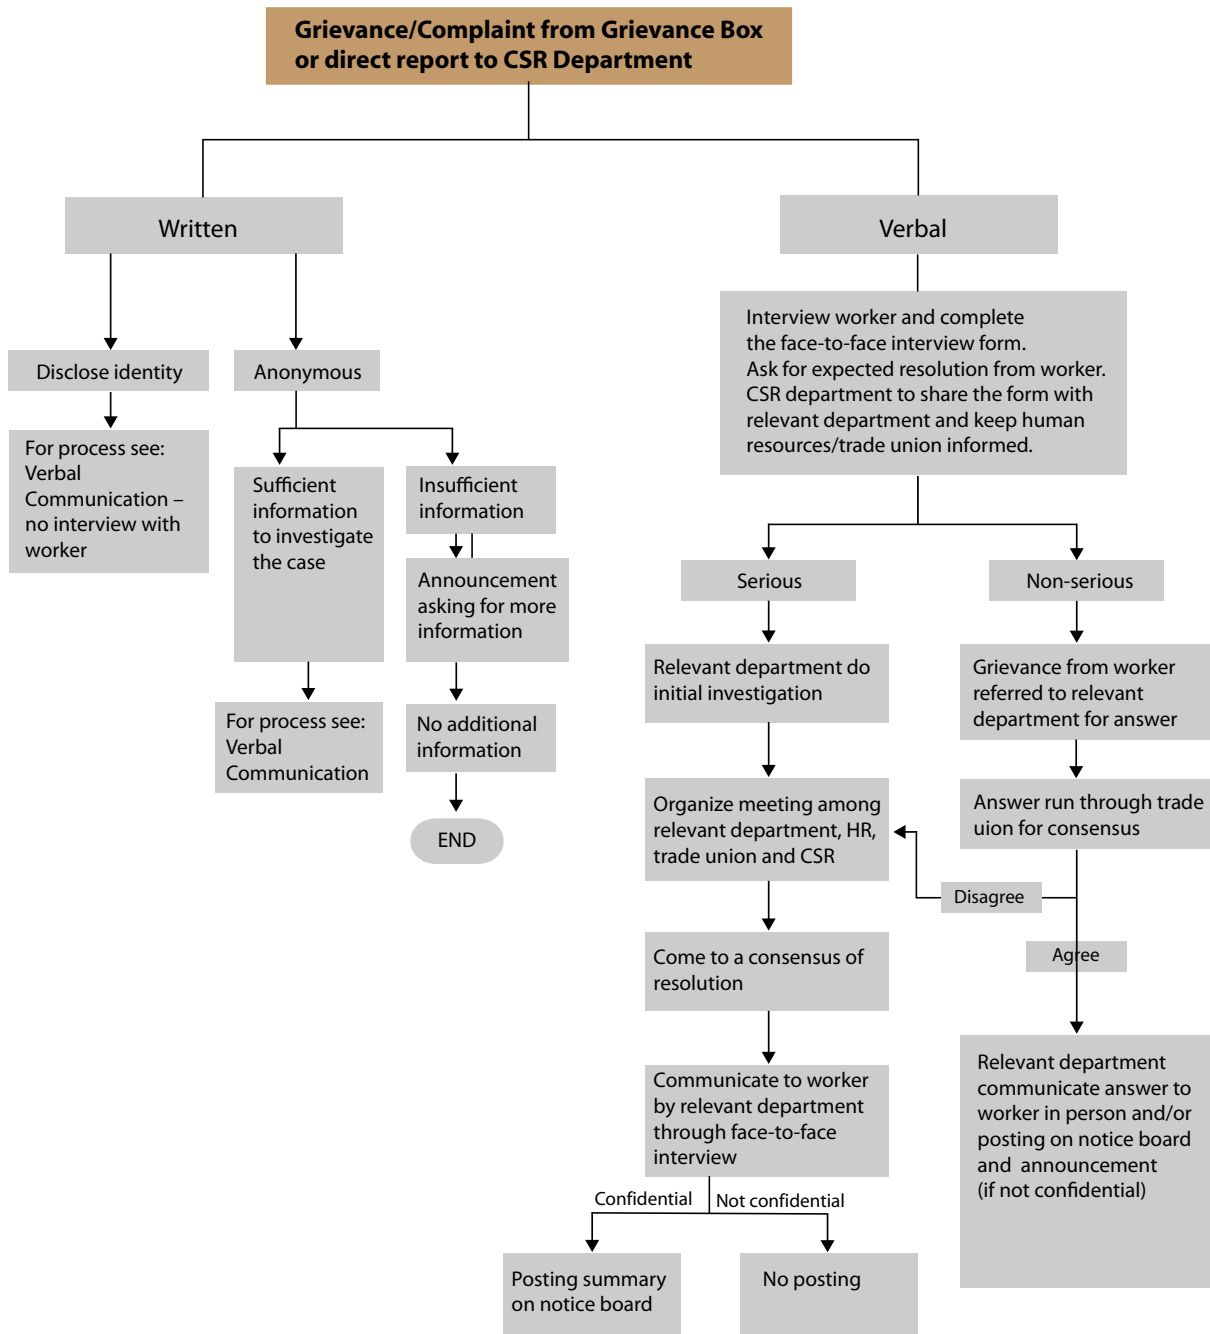 Grievance/Complaint from Grievance Box
or direct report to CSR Department
Written
Verbal
Disclose identity
Anonymous
For process see:
Verbal
Communication –
no interview with
worker
Sufficient
information
to investigate
the case
Insufficient
information
Announcement
asking for more
information
For process see:
Verbal
Communication
No additional
information
END
Interview worker and complete
the face-to-face interview form.
Ask for expected resolution from worker.
CSR department to share the form with
relevant department and keep human
resources/trade union informed.
Serious
Non-serious
Relevant department do
initial investigation
Grievance from worker
referred to relevant
department for answer
Organize meeting among
relevant department, HR,
trade union and CSR
Answer run through trade
uion for consensus
Disagree
Agree
Come to a consensus of
resolution
Communicate to worker
by relevant department
through face-to-face
interview
Relevant department
communicate answer to
worker in person and/or
posting on notice board
and announcement
(if not confidential)
Confidential
Not confidential
Posting summary
on notice board
No posting